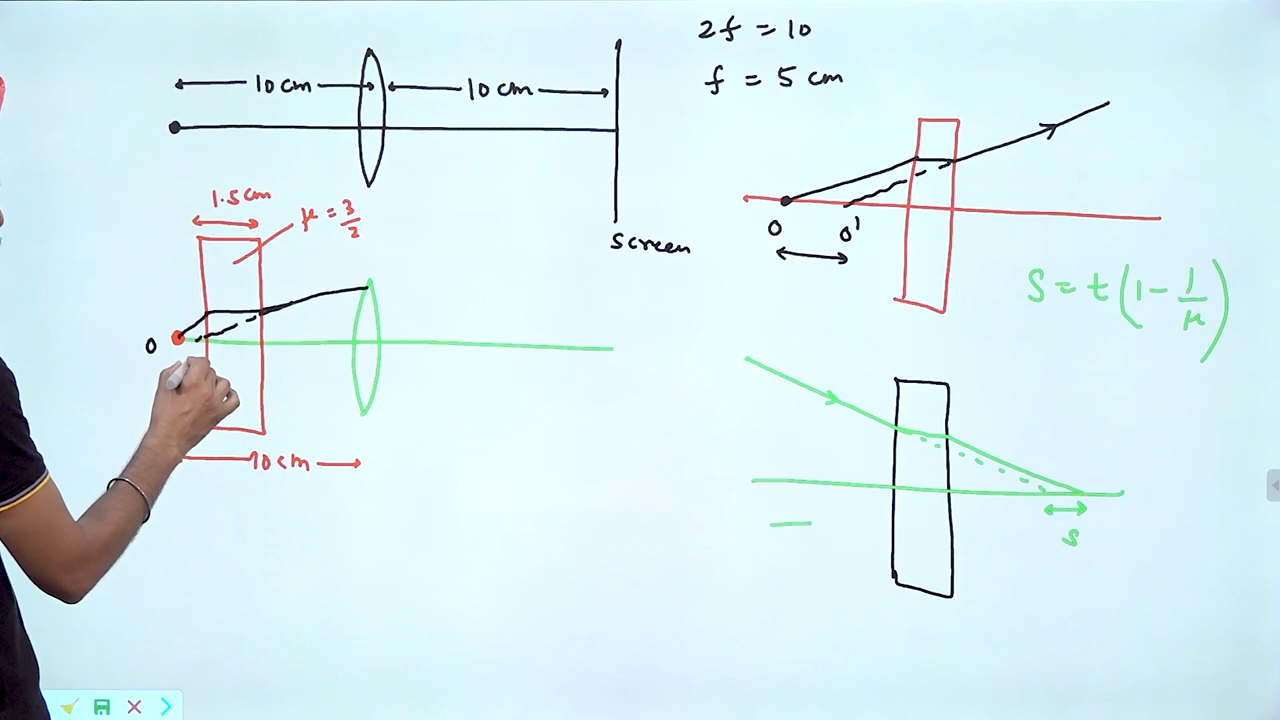 2f = 10
f = 5 cm
10 cm
10 cm
screen
1.5 cm
μ = 3/2
O
10 cm
O
O'
S = t(1 - 1/μ)
s